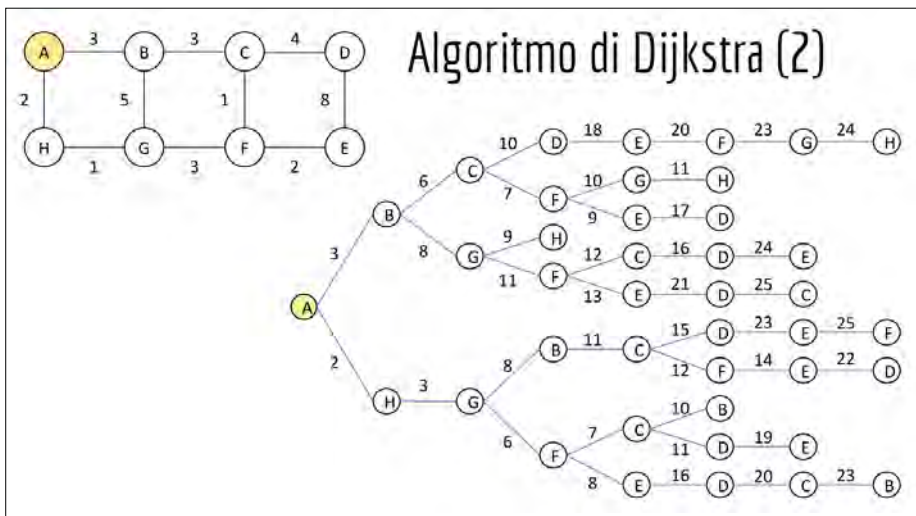 Algoritmo di Dijkstra (2)
A 3 B 3 C 4 D
2 5 1 8
H 1 G 3 F 2 E
10 D 18 E 20 F 23 G 24 H
6 C
7 F 10 G 11 H
9 E 17 D
B
3
8 G 9 H
11 F 12 C 16 D 24 E
13 E 21 D 25 C
A
2
H 3 G
8 B 11 C 15 D 23 E 25 F
12 F 14 E 22 D
6 F 7 C 10 B
11 D 19 E
8 E 16 D 20 C 23 B